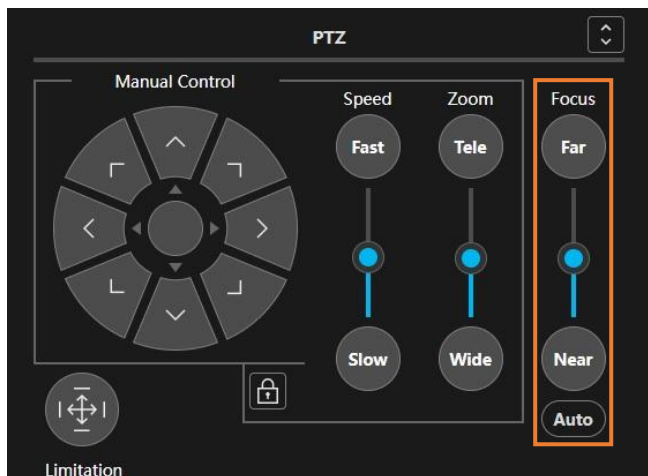 PTZ
Manual Control
Speed
Zoom
Focus
Fast
Tele
Far
Slow
Wide
Near
Auto
Limitation